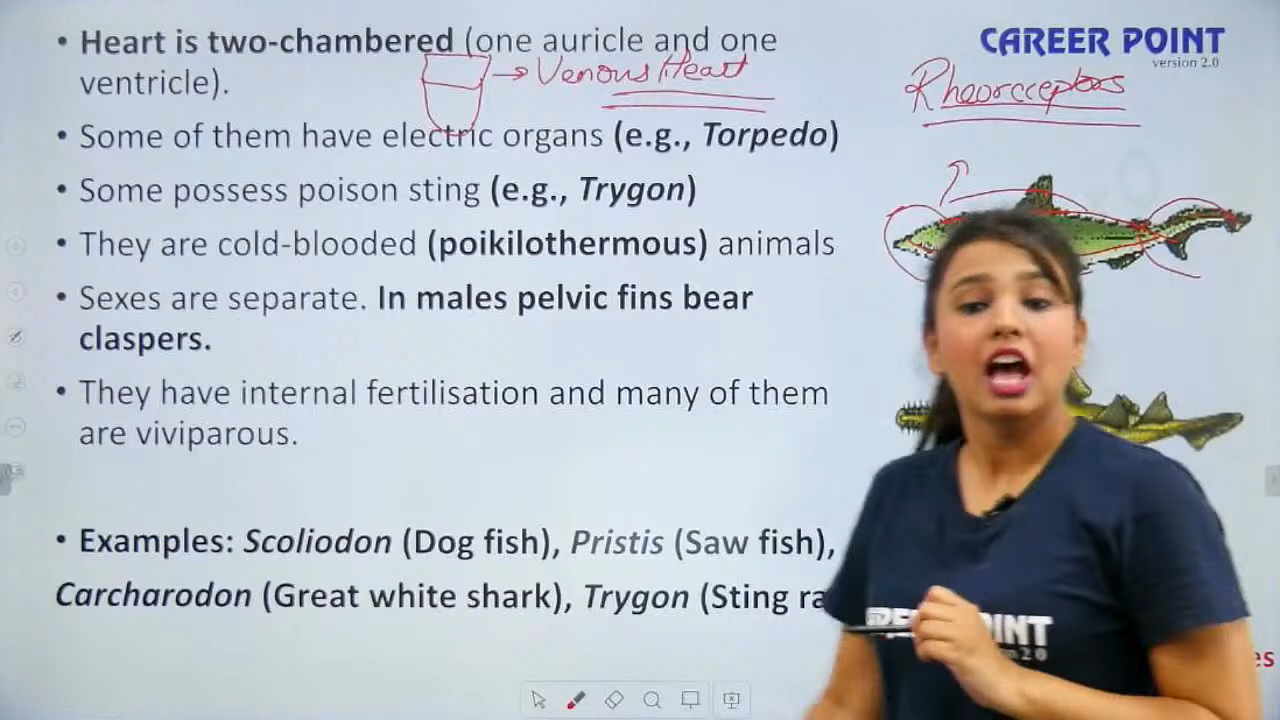 • Heart is two-chambered (one auricle and one
ventricle).
→ Venous Heart
CAREER POINT
version 2.0
Rheoreceptors
• Some of them have electric organs (e.g., Torpedo)
• Some possess poison sting (e.g., Trygon)
• They are cold-blooded (poikilothermous) animals
• Sexes are separate. In males pelvic fins bear
claspers.
• They have internal fertilisation and many of them
are viviparous.
• Examples: Scoliodon (Dog fish), Pristis (Saw fish),
Carcharodon (Great white shark), Trygon (Sting